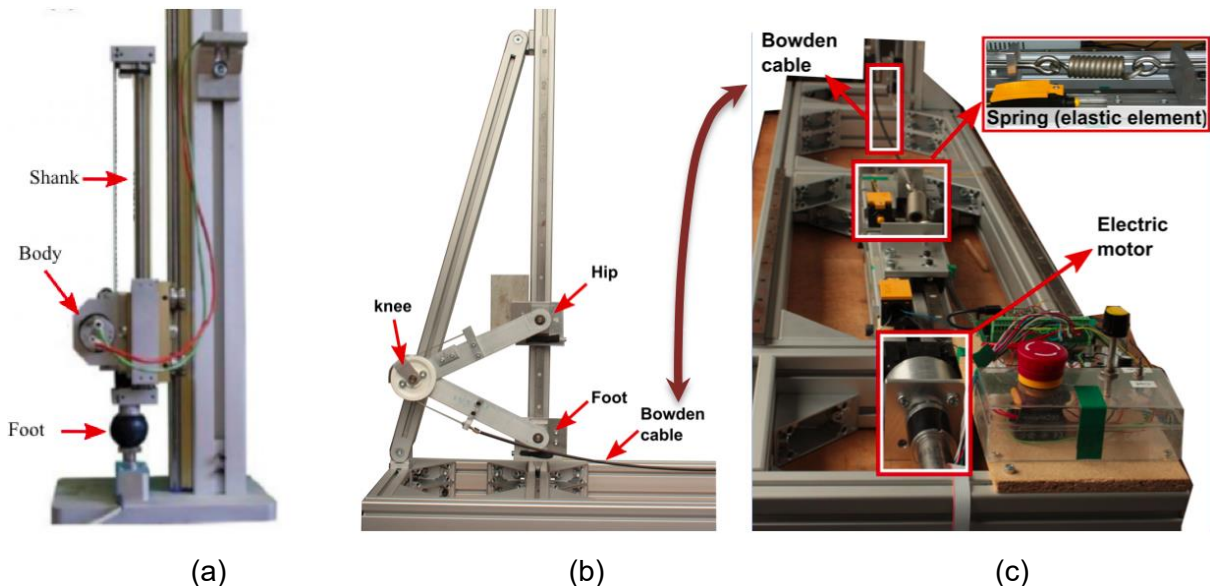 Shank
Body
Foot
(a)
knee
Hip
Foot
Bowden
cable
(b)
Bowden
cable
Spring (elastic element)
Electric
motor
(c)